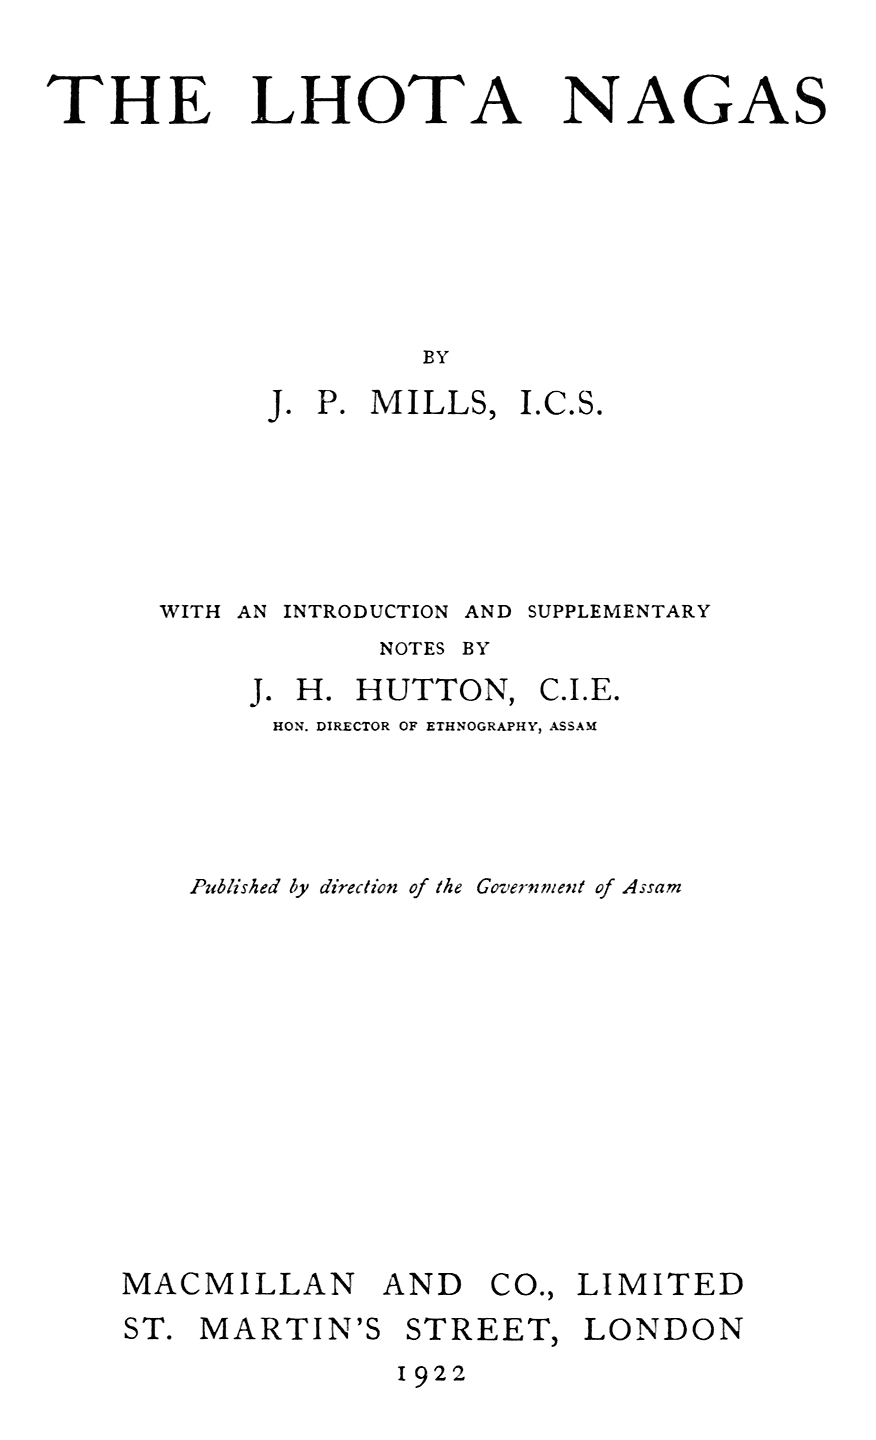 THE LHOTA NAGAS
BY
J. P. MILLS, I.C.S.
WITH AN INTRODUCTION AND SUPPLEMENTARY
NOTES BY
J. H. HUTTON, C.I.E.
HON. DIRECTOR OF ETHNOGRAPHY, ASSAM
Published by direction of the Government of Assam
MACMILLAN AND CO., LIMITED
ST. MARTIN'S STREET, LONDON
1922